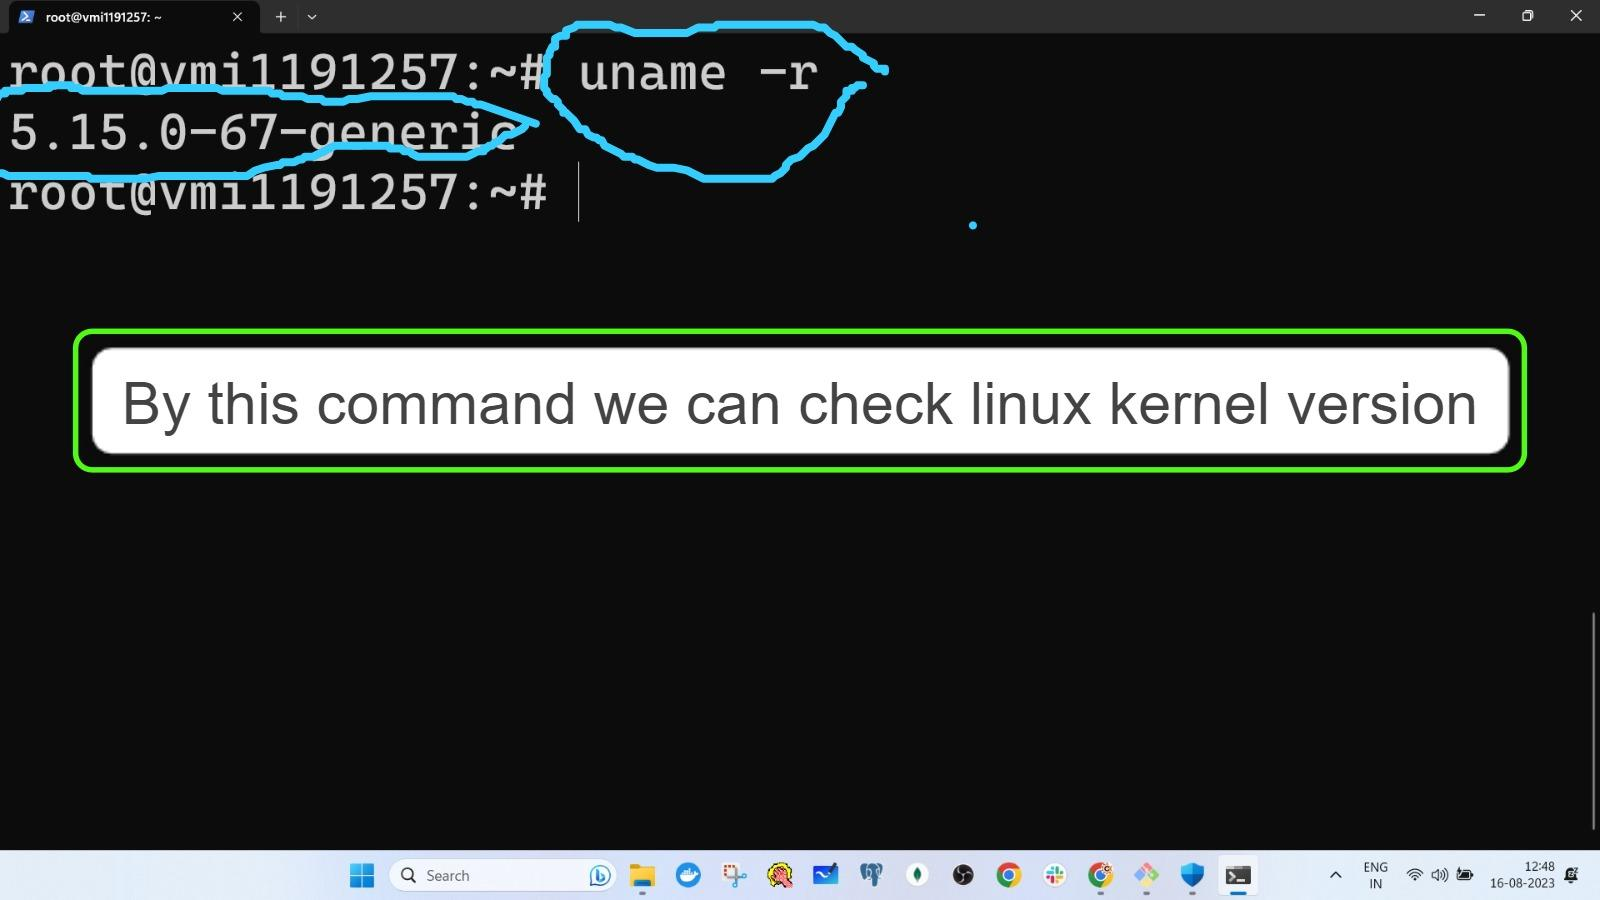 root@vmi1191257: ~
root@vmi1191257:~# uname -r
5.15.0-67-generic
root@vmi1191257:~#
By this command we can check linux kernel version
Search
ENG
IN
12:48
16-08-2023